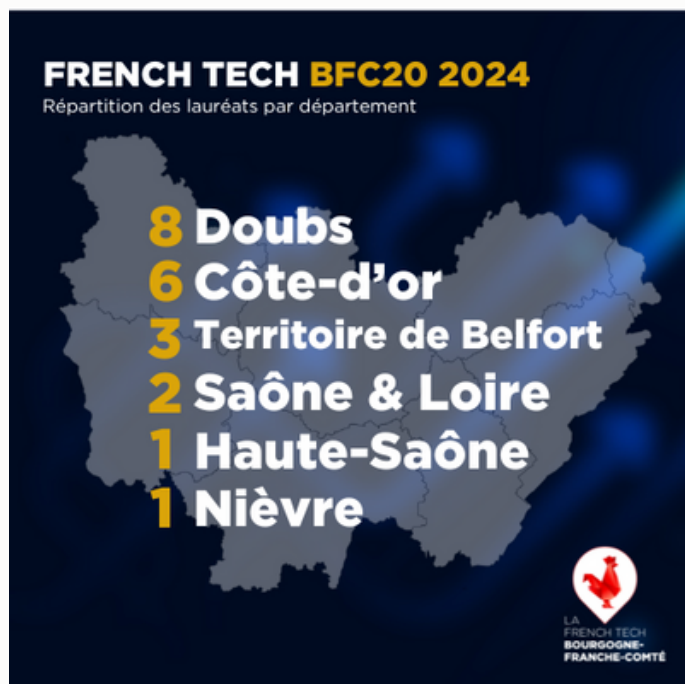 FRENCH TECH BFC20 2024
Répartition des lauréats par département
8 Doubs
6 Côte-d'or
3 Territoire de Belfort
2 Saône & Loire
1 Haute-Saône
1 Nièvre
LA
FRENCH TECH
BOURGOGNE-
FRANCHE-COMTÉ